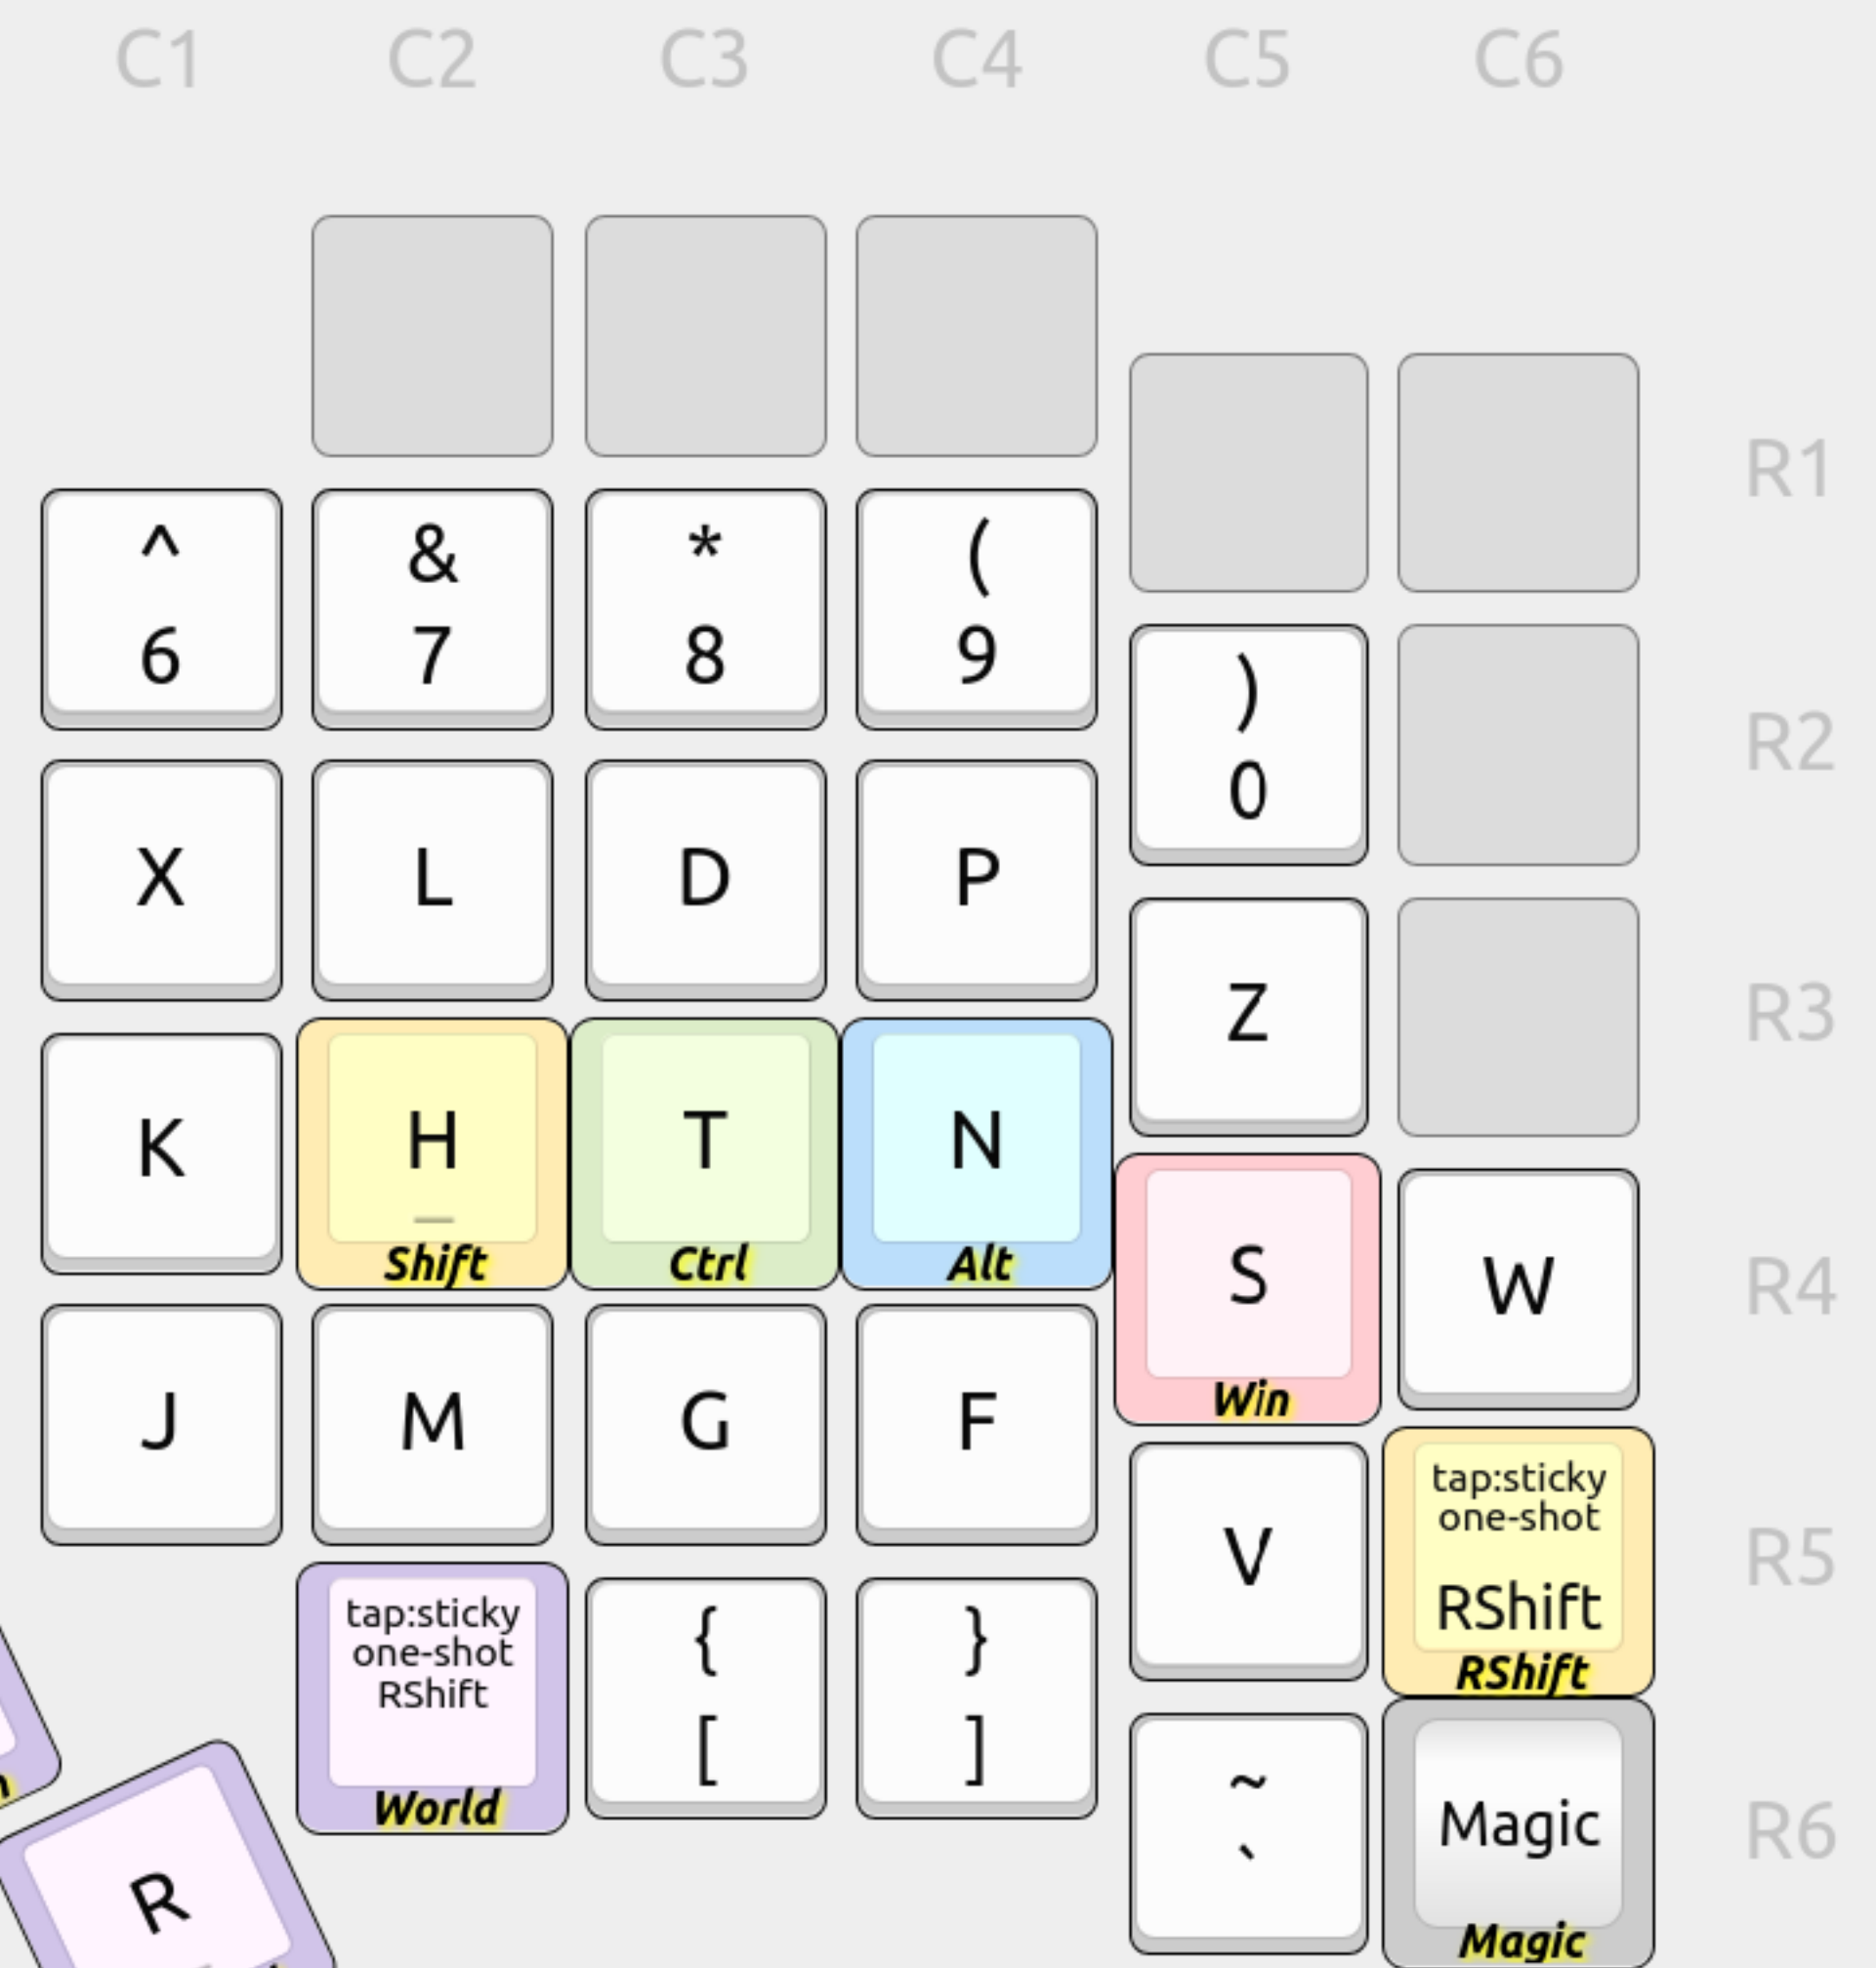 C1 C2 C3 C4 C5 C6
R1
^ & * (
6 7 8 9
)
0
R2
X L D P
Z
R3
K H T N
_
Shift Ctrl Alt
S W
Win
R4
J M G F
V
tap:sticky
one-shot
RShift
RShift
R5
tap:sticky
one-shot
RShift
World
{ }
[ ]
~
`
Magic
Magic
R6
R